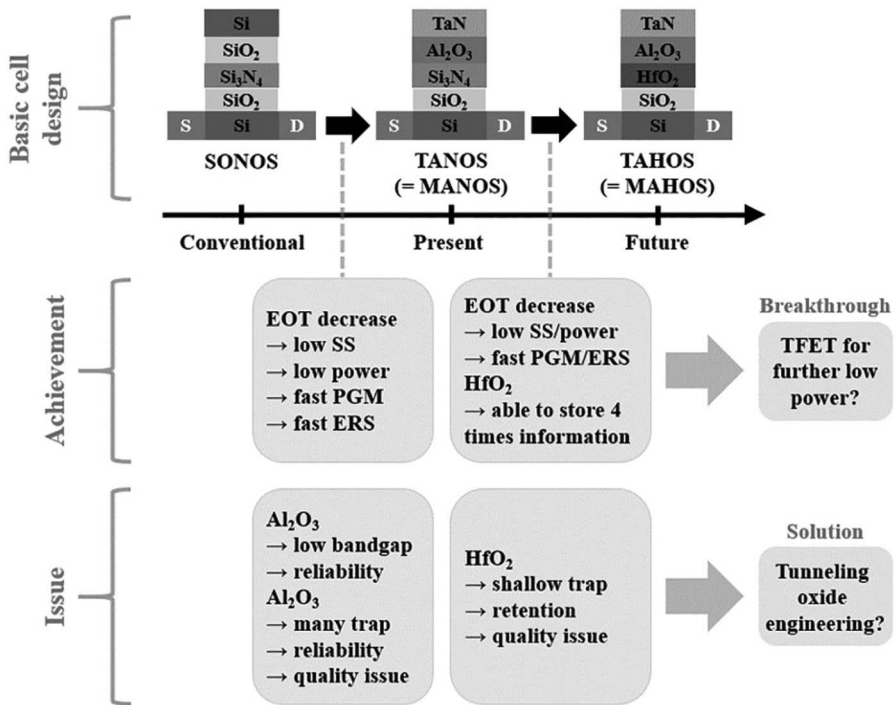 Basic cell
design
Si
SiO₂
Si₃N₄
SiO₂
S Si D
SONOS
TaN
Al₂O₃
Si₃N₄
SiO₂
S Si D
TANOS
(= MANOS)
TaN
Al₂O₃
HfO₂
SiO₂
S Si D
TAHOS
(= MAHOS)
Conventional
Present
Future
Achievement
EOT decrease
→ low SS
→ low power
→ fast PGM
→ fast ERS
EOT decrease
→ low SS/power
→ fast PGM/ERS
HfO₂
→ able to store 4
times information
Breakthrough
TFET for
further low
power?
Issue
Al₂O₃
→ low bandgap
→ reliability
Al₂O₃
→ many trap
→ reliability
→ quality issue
HfO₂
→ shallow trap
→ retention
→ quality issue
Solution
Tunneling
oxide
engineering?